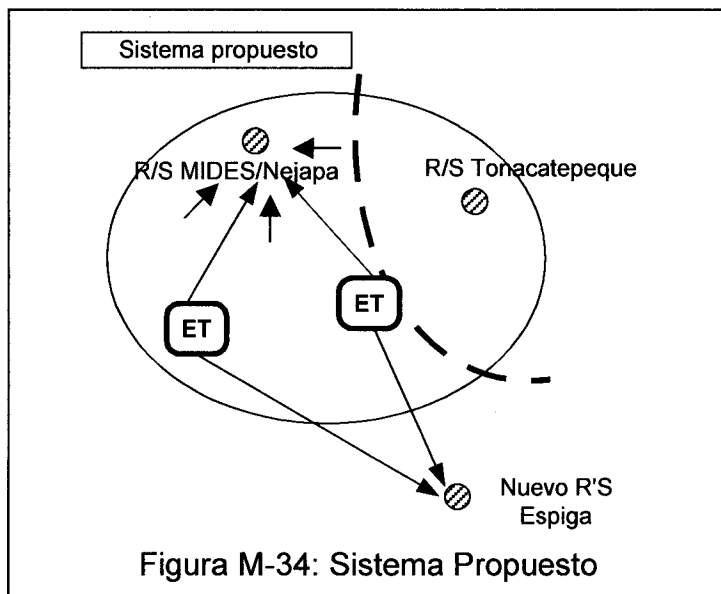 Sistema propuesto
R/S MIDES/Nejapa
R/S Tonacatepeque
ET
ET
Nuevo R'S
Espiga
Figura M-34: Sistema Propuesto